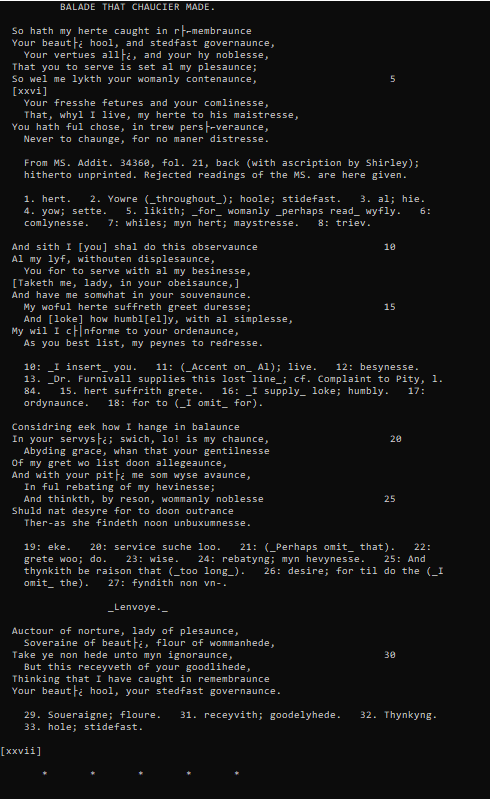 BALADE THAT CHAUCIER MADE.
So hath my herte caught in r├⌐membraunce
Your beaut├¿ hool, and stedfast governaunce,
Your vertues all├¿, and your hy noblesse,
That you to serve is set al my plesaunce;
So wel me lykth your womanly contenaunce, 5
[xxvi]
Your fresshe fetures and your comlinesse,
That, whyl I live, my herte to his maistresse,
You hath ful chose, in trew pers├⌐veraunce,
Never to chaunge, for no maner distresse.
From MS. Addit. 34360, fol. 21, back (with ascription by Shirley);
hitherto unprinted. Rejected readings of the MS. are here given.
1. hert. 2. Yowre (_throughout_); hoole; stidefast. 3. al; hie.
4. yow; sette. 5. likith; _for_ womanly _perhaps read_ wyfly. 6:
comlynesse. 7: whiles; myn hert; maystresse. 8: triev.
And sith I [you] shal do this observaunce 10
Al my lyf, withouten displesaunce,
You for to serve with al my besinesse,
[Taketh me, lady, in your obeisaunce,]
And have me somwhat in your souvenaunce.
My woful herte suffreth greet duresse; 15
And [loke] how humbl[el]y, with al simplesse,
My wil I c├│nforme to your ordenaunce,
As you best list, my peynes to redresse.
10: _I insert_ you. 11: (_Accent on_ Al); live. 12: besynesse.
13. _Dr. Furnivall supplies this lost line_; cf. Complaint to Pity, l.
84. 15. hert suffrith grete. 16: _I supply_ loke; humbly. 17:
ordynaunce. 18: for to (_I omit_ for).
Considring eek how I hange in balaunce
In your servys├¿; swich, lo! is my chaunce, 20
Abyding grace, whan that your gentilnesse
Of my gret wo list doon allegeaunce,
And with your pit├¿ me som wyse avaunce,
In ful rebating of my hevinesse;
And thinkth, by reson, wommanly noblesse 25
Shuld nat desyre for to doon outrance
Ther-as she findeth noon unbuxumnesse.
19: eke. 20: service suche loo. 21: (_Perhaps omit_ that). 22:
grete woo; do. 23: wise. 24: rebatyng; myn hevynesse. 25: And
thynkith be raison that (_too long_). 26: desire; for til do the (_I
omit_ the). 27: fyndith non vn-.
_Lenvoye._
Auctour of norture, lady of plesaunce,
Soveraine of beaut├¿, flour of wommanhede,
Take ye non hede unto myn ignoraunce, 30
But this receyveth of your goodlihede,
Thinking that I have caught in remembraunce
Your beaut├¿ hool, your stedfast governaunce.
29. Soueraigne; floure. 31. receyvith; goodelyhede. 32. Thynkyng.
33. hole; stidefast.
[xxvii]
* * * * *